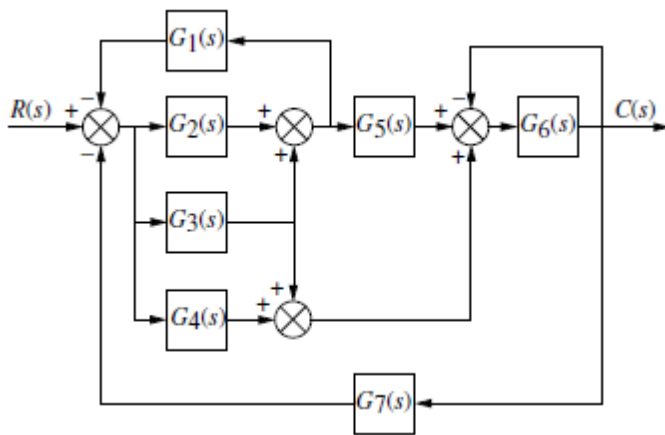 G1(s)
R(s) + − −
G2(s) + +
G5(s) + − +
G6(s)
C(s)
G3(s)
G4(s) + +
G7(s)